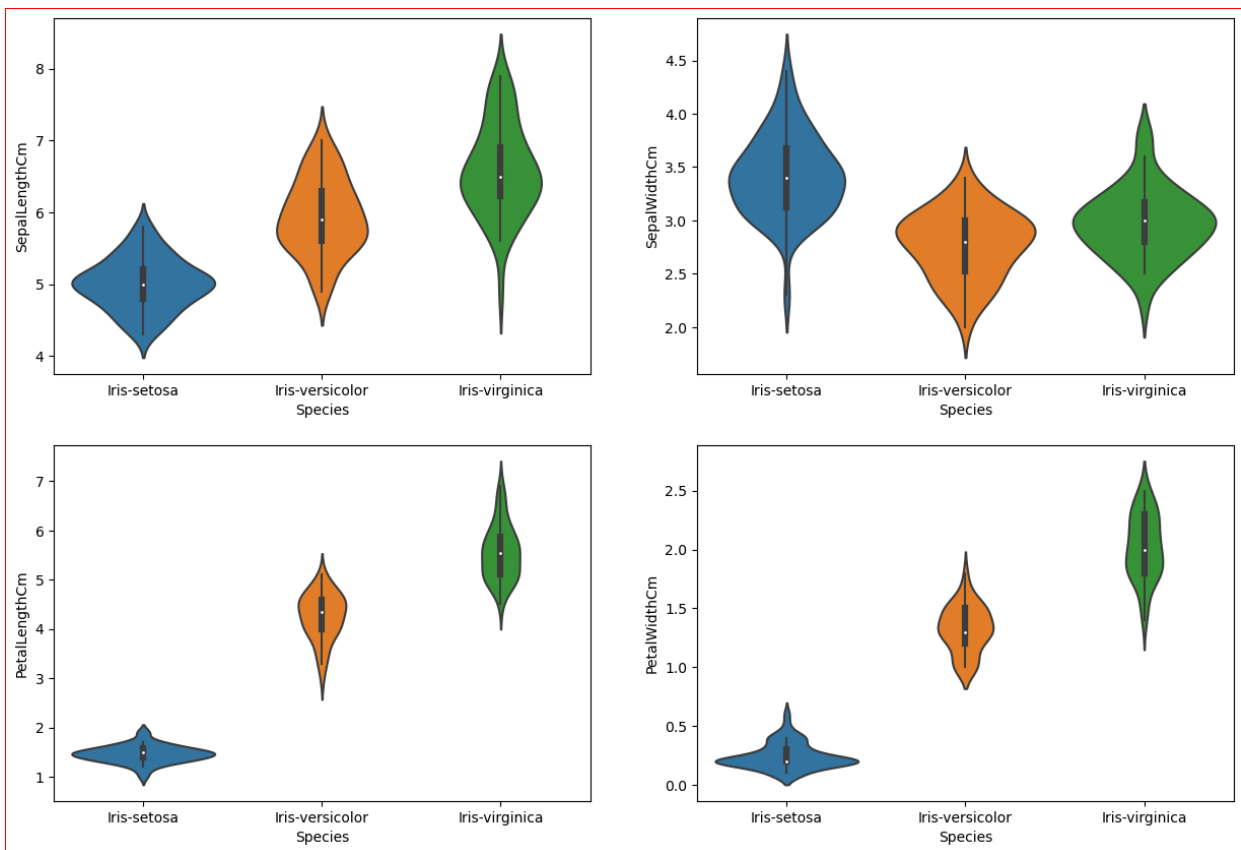 SepalLengthCm
8
7
6
5
4
Iris-setosa Iris-versicolor Iris-virginica
Species
SepalWidthCm
4.5
4.0
3.5
3.0
2.5
2.0
Iris-setosa Iris-versicolor Iris-virginica
Species
PetalLengthCm
7
6
5
4
3
2
1
Iris-setosa Iris-versicolor Iris-virginica
Species
PetalWidthCm
2.5
2.0
1.5
1.0
0.5
0.0
Iris-setosa Iris-versicolor Iris-virginica
Species